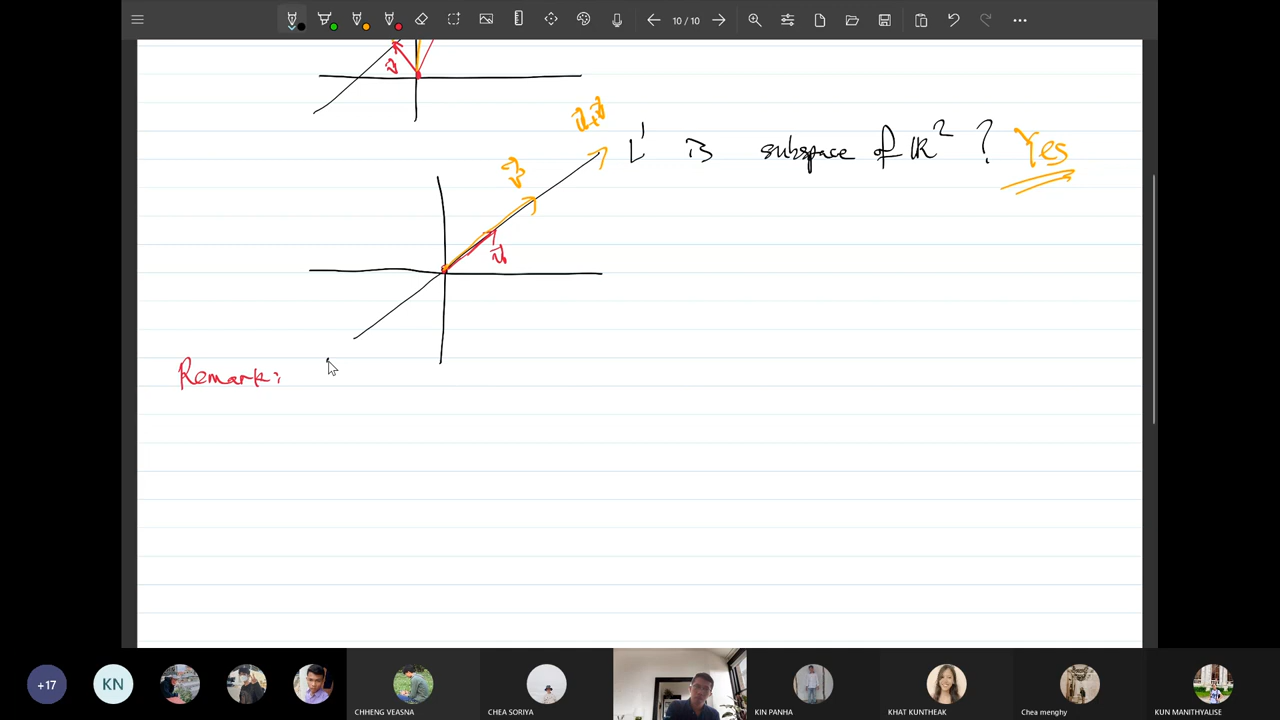 10 / 10
L' is subspace of ℝ² ? Yes
Remark:
+17
KN
CHHENG VEASNA
CHEA SORIYA
KIN PANHA
KHAT KUNTHEAK
Chea menghy
KUN MANITHYALISE